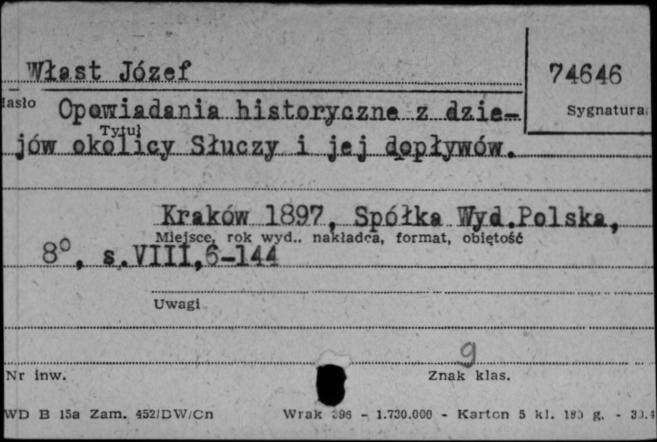 Włast Józef
74646
Hasło
Sygnatura
Opowiadania historyczne z dzie-
Tytuł
jów okolicy Słuczy i jej dopływów.
Kraków 1897, Spółka Wyd.Polska,
Miejsce, rok wyd., nakładca, format, objętość
8°, s.VIII,6-144
Uwagi
9
Nr inw.
Znak klas.
WD B 15a Zam. 452/DW/Cn Wrak 396 - 1.730.000 - Karton 5 kl. 180 g. -